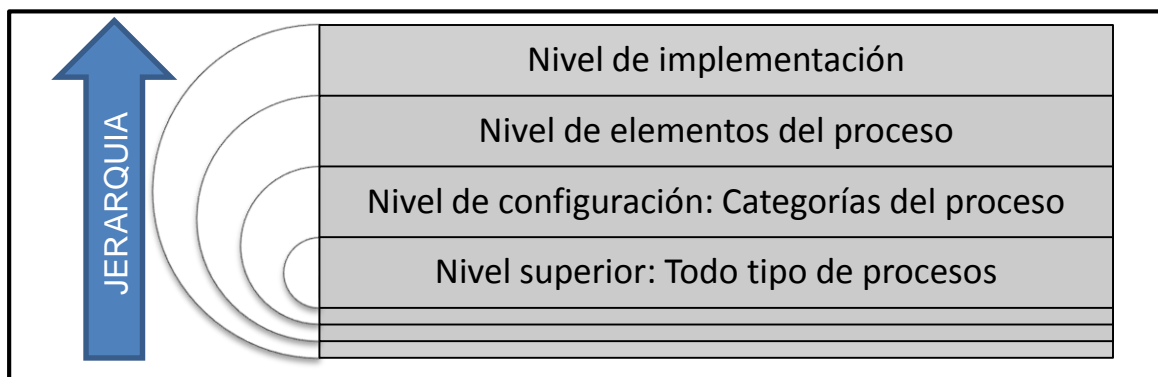 JERARQUIA
Nivel de implementación
Nivel de elementos del proceso
Nivel de configuración: Categorías del proceso
Nivel superior: Todo tipo de procesos